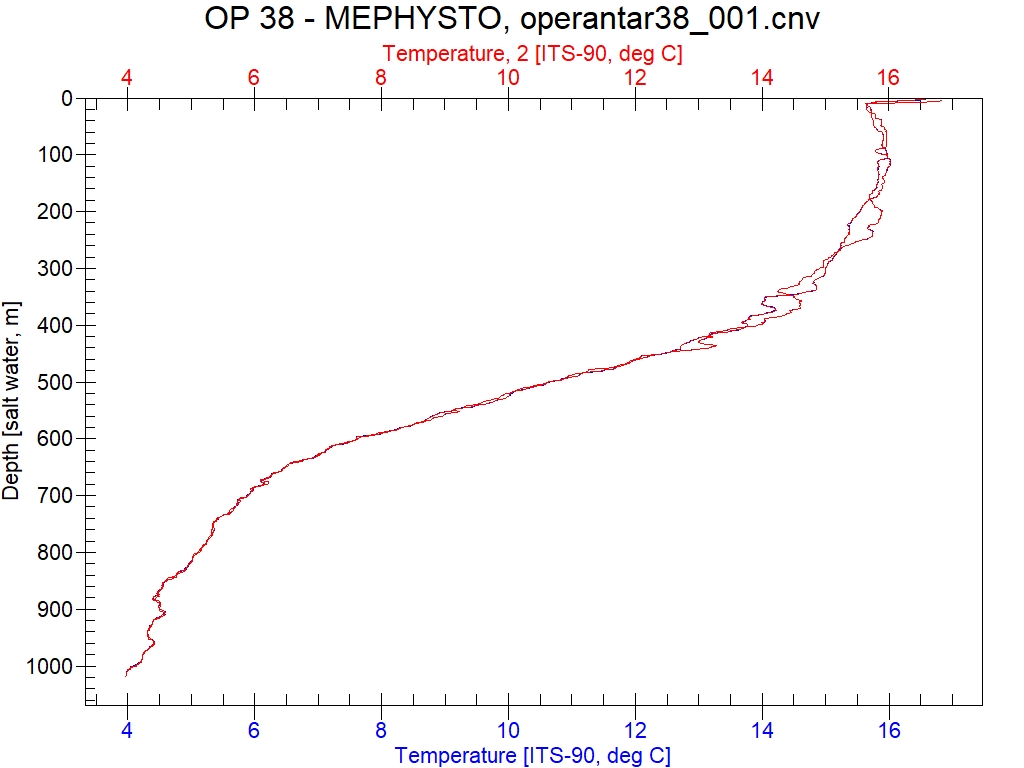 OP 38 - MEPHYSTO, operantar38_001.cnv
Temperature, 2 [ITS-90, deg C]
4 6 8 10 12 14 16
0
100
200
300
400
500
600
700
800
900
1000
Depth [salt water, m]
4 6 8 10 12 14 16
Temperature [ITS-90, deg C]